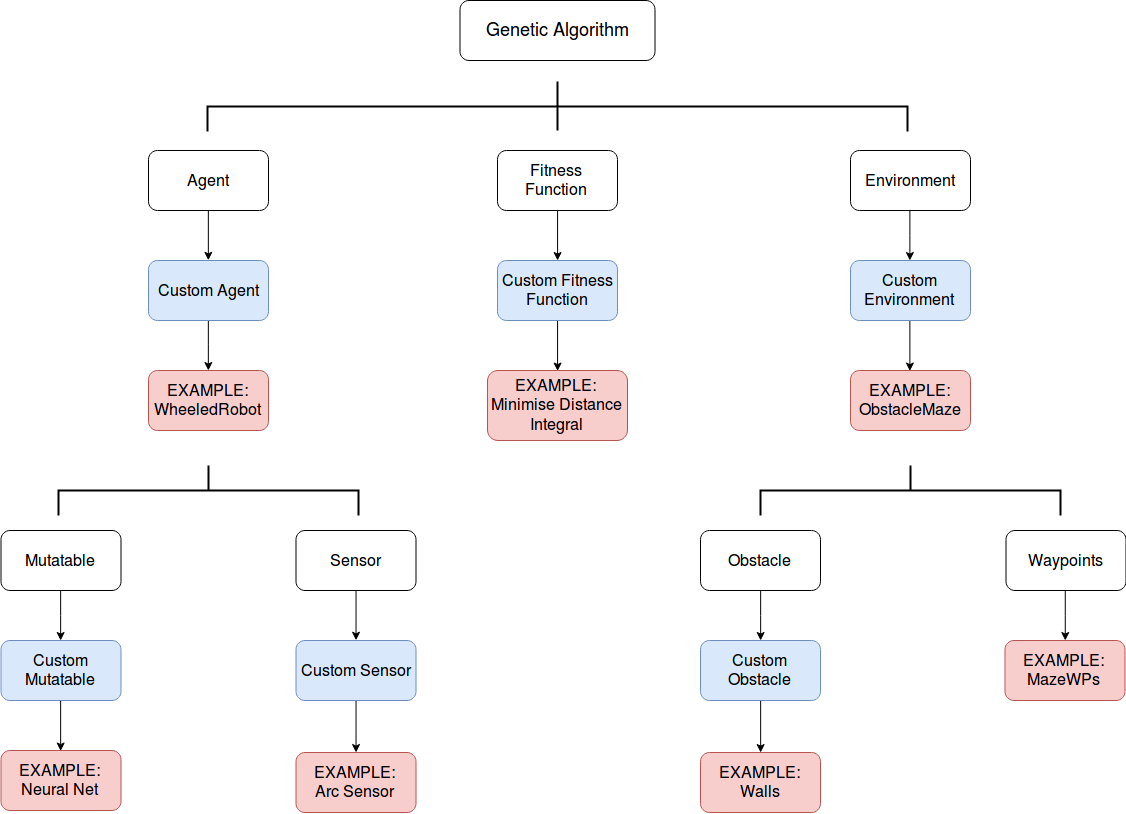 Genetic Algorithm
Agent
Fitness
Function
Environment
Custom Agent
Custom Fitness
Function
Custom
Environment
EXAMPLE:
WheeledRobot
EXAMPLE:
Minimise Distance
Integral
EXAMPLE:
ObstacleMaze
Mutatable
Sensor
Obstacle
Waypoints
Custom
Mutatable
Custom Sensor
Custom
Obstacle
EXAMPLE:
MazeWPs
EXAMPLE:
Neural Net
EXAMPLE:
Arc Sensor
EXAMPLE:
Walls